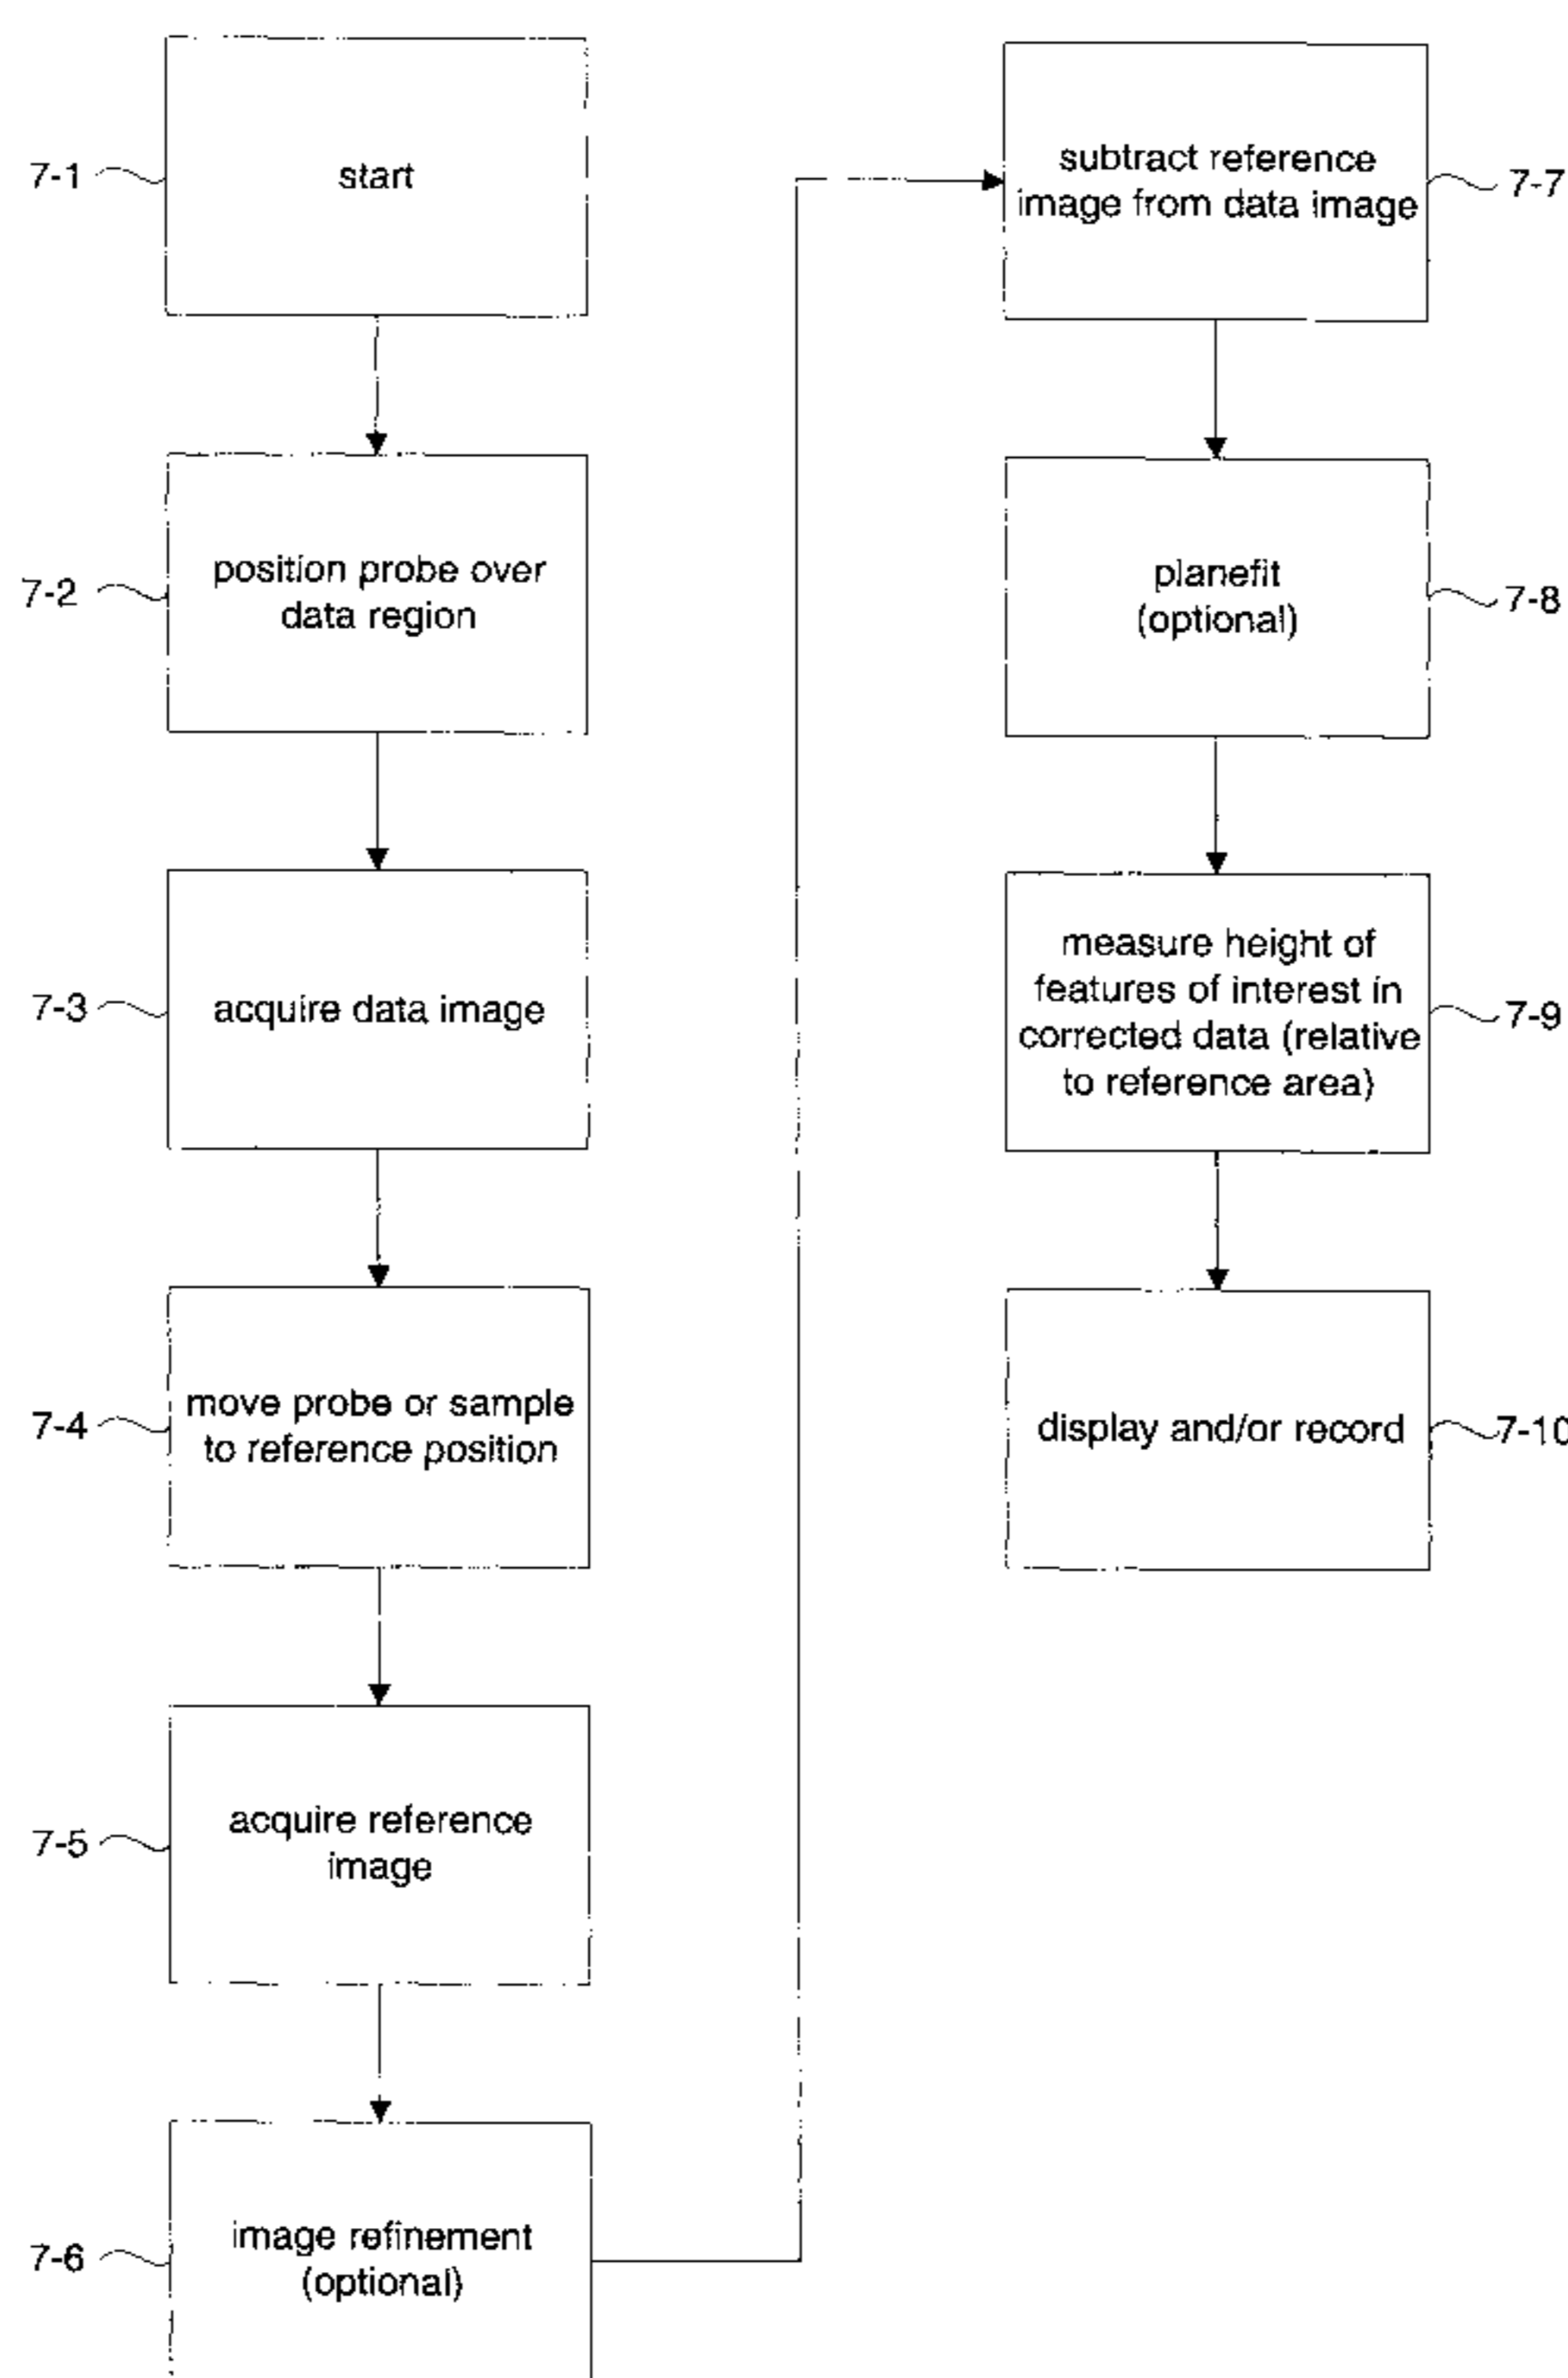 7-1
start
7-2
position probe over
data region
7-3
acquire data image
7-4
move probe or sample
to reference position
7-5
acquire reference
image
7-6
image refinement
(optional)
subtract reference
image from data image
7-7
planefit
(optional)
7-8
measure height of
features of interest in
corrected data (relative
to reference area)
7-9
display and/or record
7-10